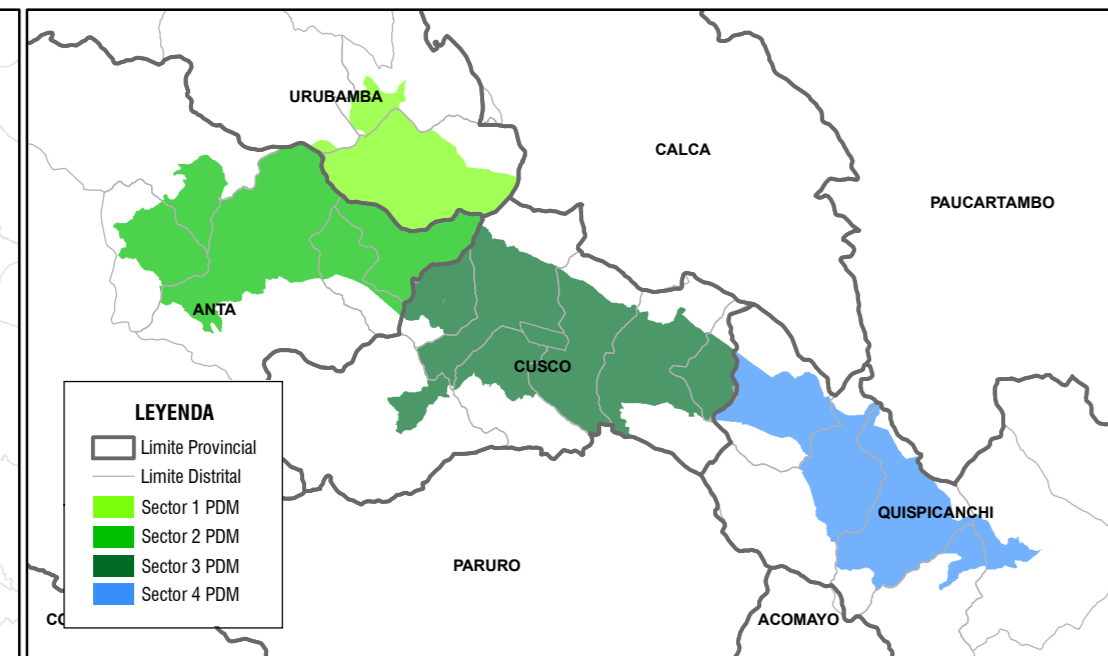 URUBAMBA
CALCA
PAUCARTAMBO
ANTA
CUSCO
LEYENDA
Limite Provincial
Limite Distrital
Sector 1 PDM
Sector 2 PDM
Sector 3 PDM
Sector 4 PDM
QUISPICANCHI
PARURO
ACOMAYO